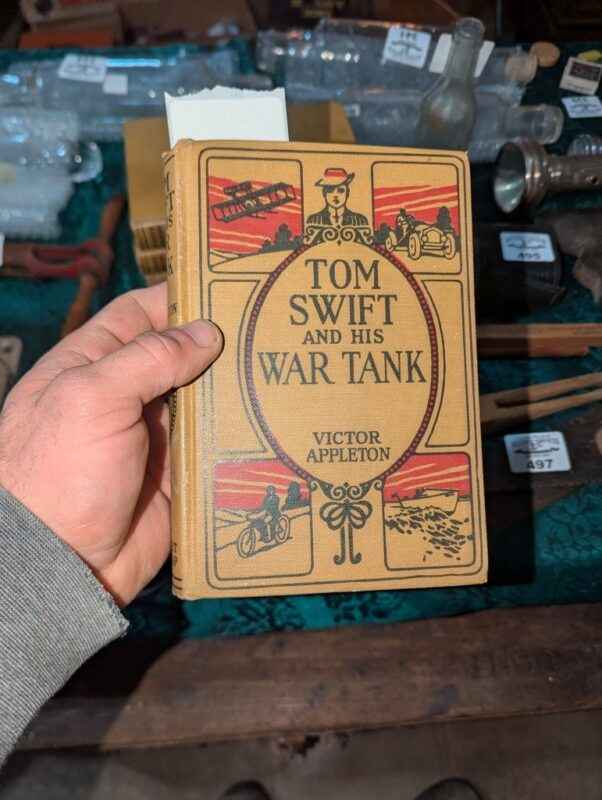 TOM
SWIFT
AND HIS
WAR TANK
VICTOR
APPLETON
495
497